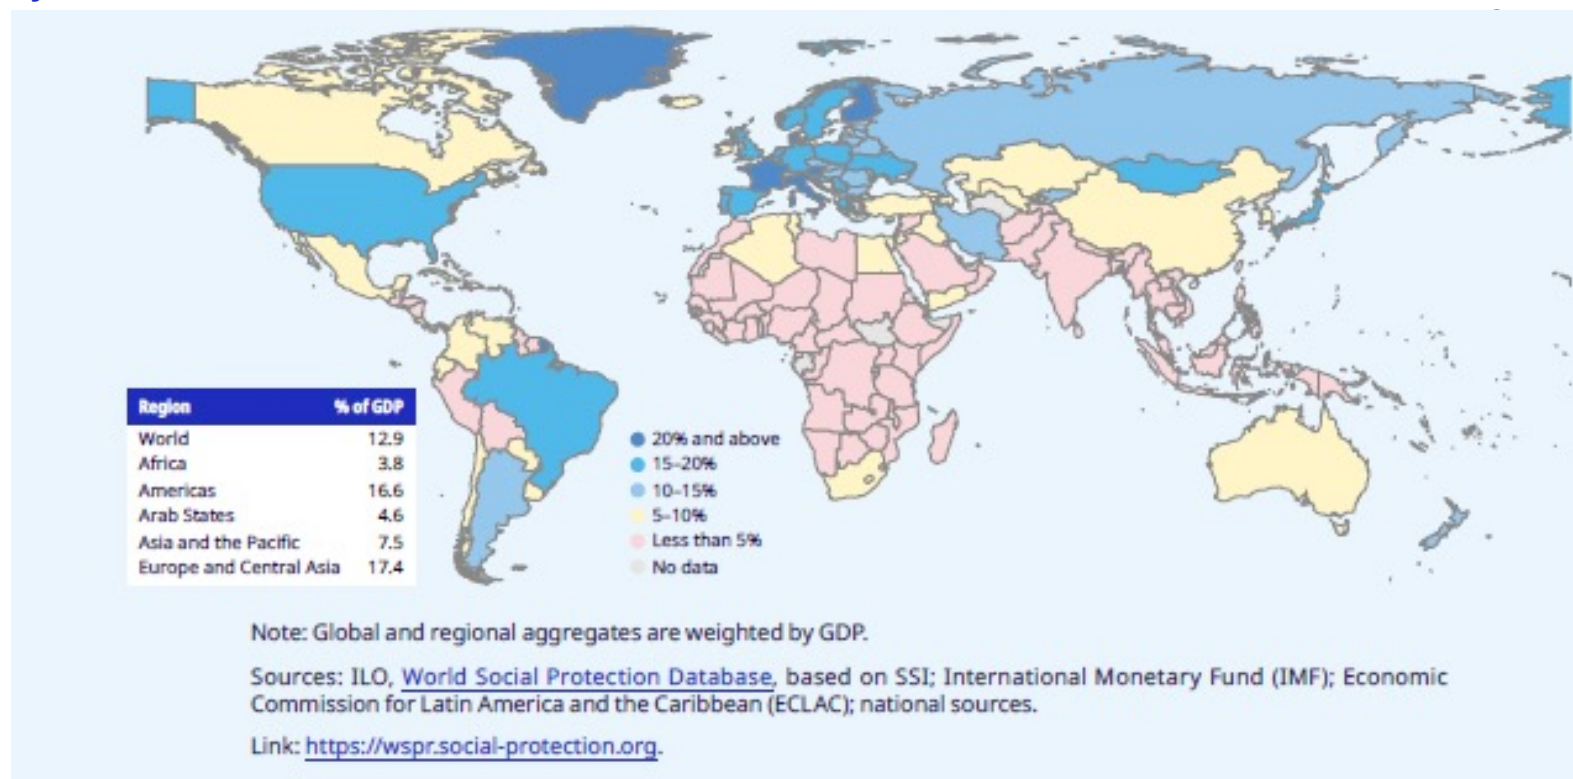 Region % of GDP
World 12.9
Africa 3.8
Americas 16.6
Arab States 4.6
Asia and the Pacific 7.5
Europe and Central Asia 17.4
20% and above
15–20%
10–15%
5–10%
Less than 5%
No data
Note: Global and regional aggregates are weighted by GDP.
Sources: ILO, World Social Protection Database, based on SSI; International Monetary Fund (IMF); Economic
Commission for Latin America and the Caribbean (ECLAC); national sources.
Link: https://wspr.social-protection.org.